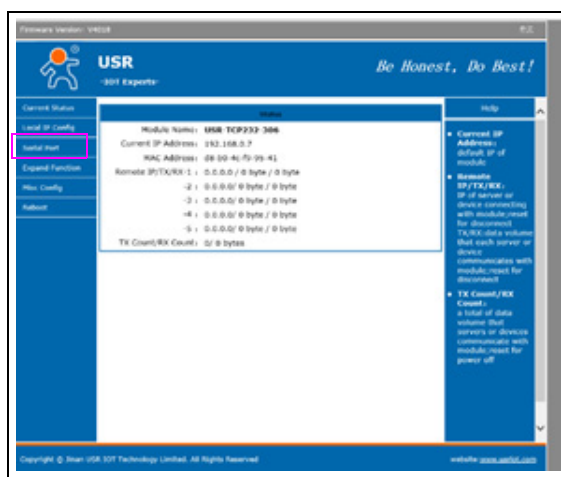 Firmware Version: V4018 中文
USR
-IOT Experts-
Be Honest, Do Best!
Current Status
Local IP Config
Serial Port
Expand Function
Misc Config
Reboot
Status
Module Name: USR-TCP232-306
Current IP Address: 192.168.0.7
MAC Address:
Remote IP/TX/RX-1 : 0.0.0.0 / 0 byte / 0 byte
-2 : 0.0.0.0/ 0 byte / 0 byte
-3 : 0.0.0.0/ 0 byte / 0 byte
-4 : 0.0.0.0/ 0 byte / 0 byte
-5 : 0.0.0.0/ 0 byte / 0 byte
TX Count/RX Count: 0/ 0 bytes
Help
Current IP
Address:
default IP of
module
Remote
IP/TX/RX:
IP of server or
device connecting
with module;reset
for disconnect
TX/RX:data volume
that each server or
device
communicates with
module;reset for
disconnect
TX Count/RX
Count:
a total of data
volume that
servers or devices
communicate with
module;reset for
power off
Copyright © Jinan USR IOT Technology Limited. All Rights Reserved
website:www.usriot.com